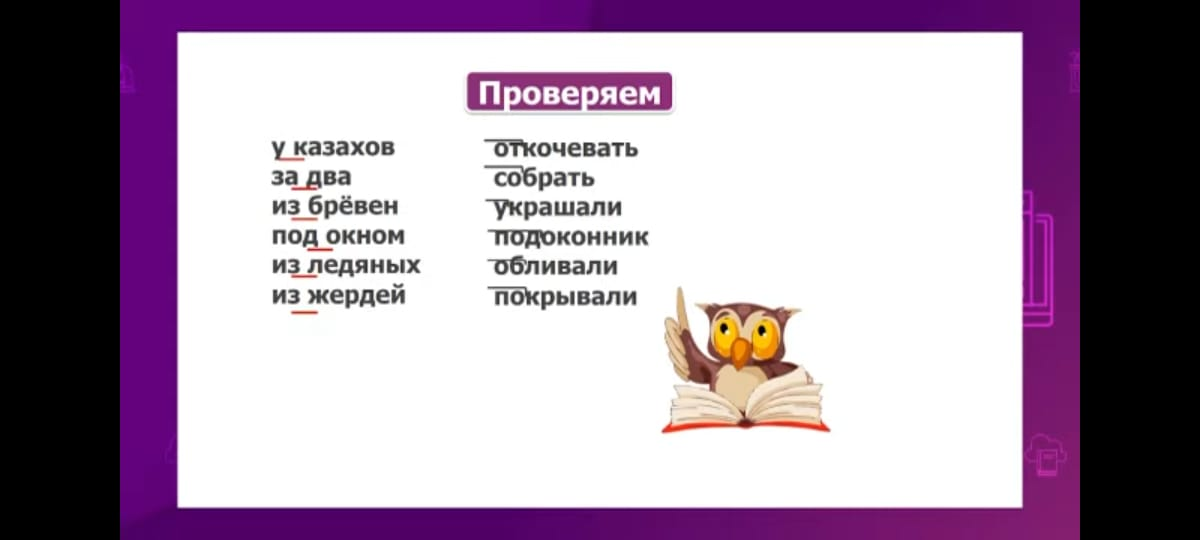 Проверяем
у казахов
за два
из брёвен
под окном
из ледяных
из жердей
откочевать
собрать
украшали
подоконник
обливали
покрывали